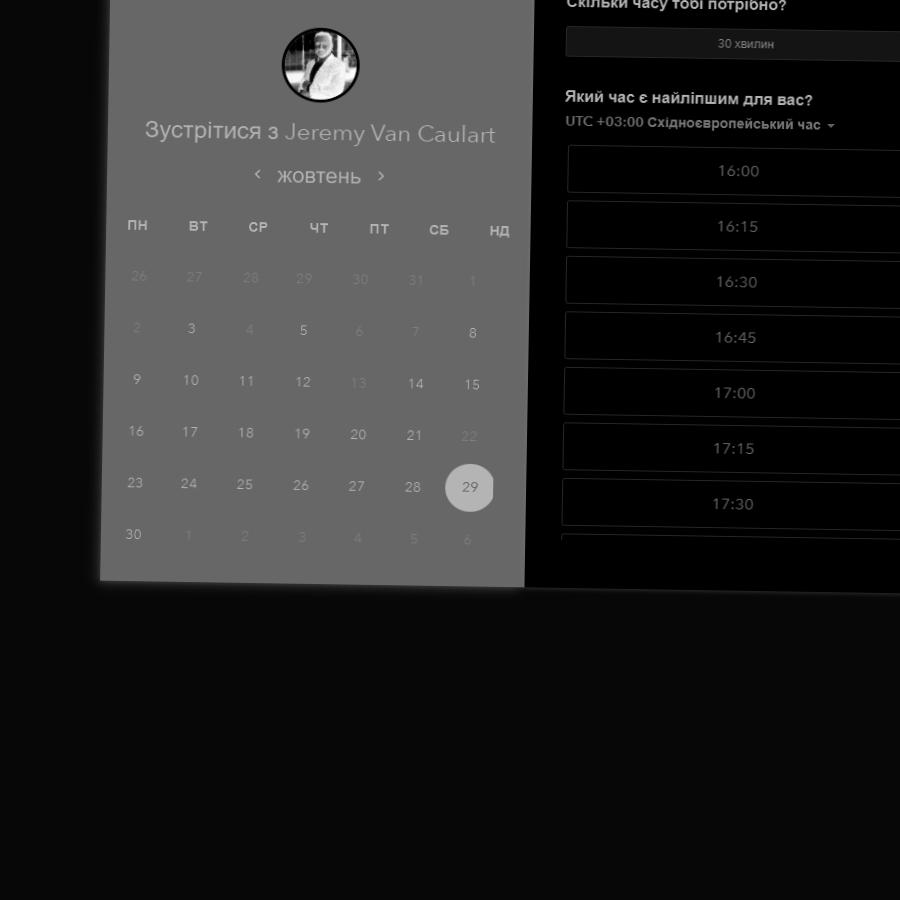 Зустрітися з Jeremy Van Caulart
жовтень
ПН ВТ СР ЧТ ПТ СБ НД
26 27 28 29 30 31 1
2 3 4 5 6 7 8
9 10 11 12 13 14 15
16 17 18 19 20 21 22
23 24 25 26 27 28 29
30 1 2 3 4 5 6
Скільки часу тобі потрібно?
30 хвилин
Який час є найліпшим для вас?
UTC +03:00 Східноєвропейський час
16:00
16:15
16:30
16:45
17:00
17:15
17:30